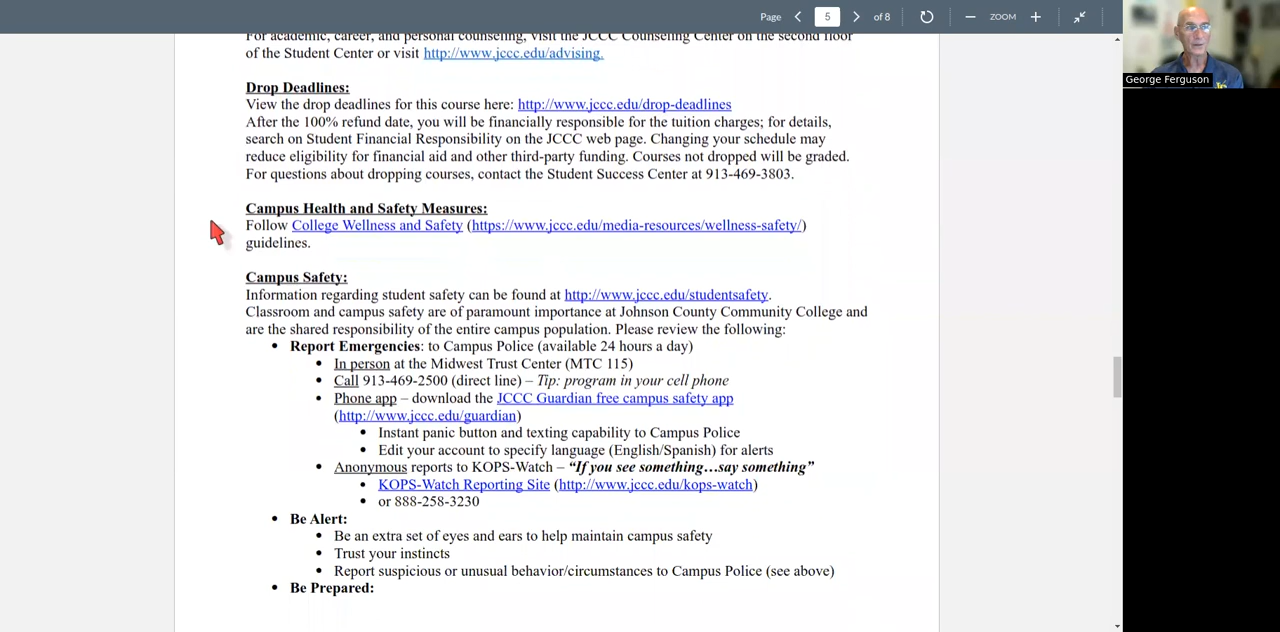 Page 5 of 8 ZOOM
For academic, career, and personal counseling, visit the JCCC Counseling Center on the second floor
of the Student Center or visit http://www.jccc.edu/advising.
Drop Deadlines:
View the drop deadlines for this course here: http://www.jccc.edu/drop-deadlines
After the 100% refund date, you will be financially responsible for the tuition charges; for details,
search on Student Financial Responsibility on the JCCC web page. Changing your schedule may
reduce eligibility for financial aid and other third-party funding. Courses not dropped will be graded.
For questions about dropping courses, contact the Student Success Center at 913-469-3803.
Campus Health and Safety Measures:
Follow College Wellness and Safety (https://www.jccc.edu/media-resources/wellness-safety/)
guidelines.
Campus Safety:
Information regarding student safety can be found at http://www.jccc.edu/studentsafety.
Classroom and campus safety are of paramount importance at Johnson County Community College and
are the shared responsibility of the entire campus population. Please review the following:
• Report Emergencies: to Campus Police (available 24 hours a day)
• In person at the Midwest Trust Center (MTC 115)
• Call 913-469-2500 (direct line) – Tip: program in your cell phone
• Phone app – download the JCCC Guardian free campus safety app
(http://www.jccc.edu/guardian)
• Instant panic button and texting capability to Campus Police
• Edit your account to specify language (English/Spanish) for alerts
• Anonymous reports to KOPS-Watch – “If you see something…say something”
• KOPS-Watch Reporting Site (http://www.jccc.edu/kops-watch)
• or 888-258-3230
• Be Alert:
• Be an extra set of eyes and ears to help maintain campus safety
• Trust your instincts
• Report suspicious or unusual behavior/circumstances to Campus Police (see above)
• Be Prepared:
George Ferguson